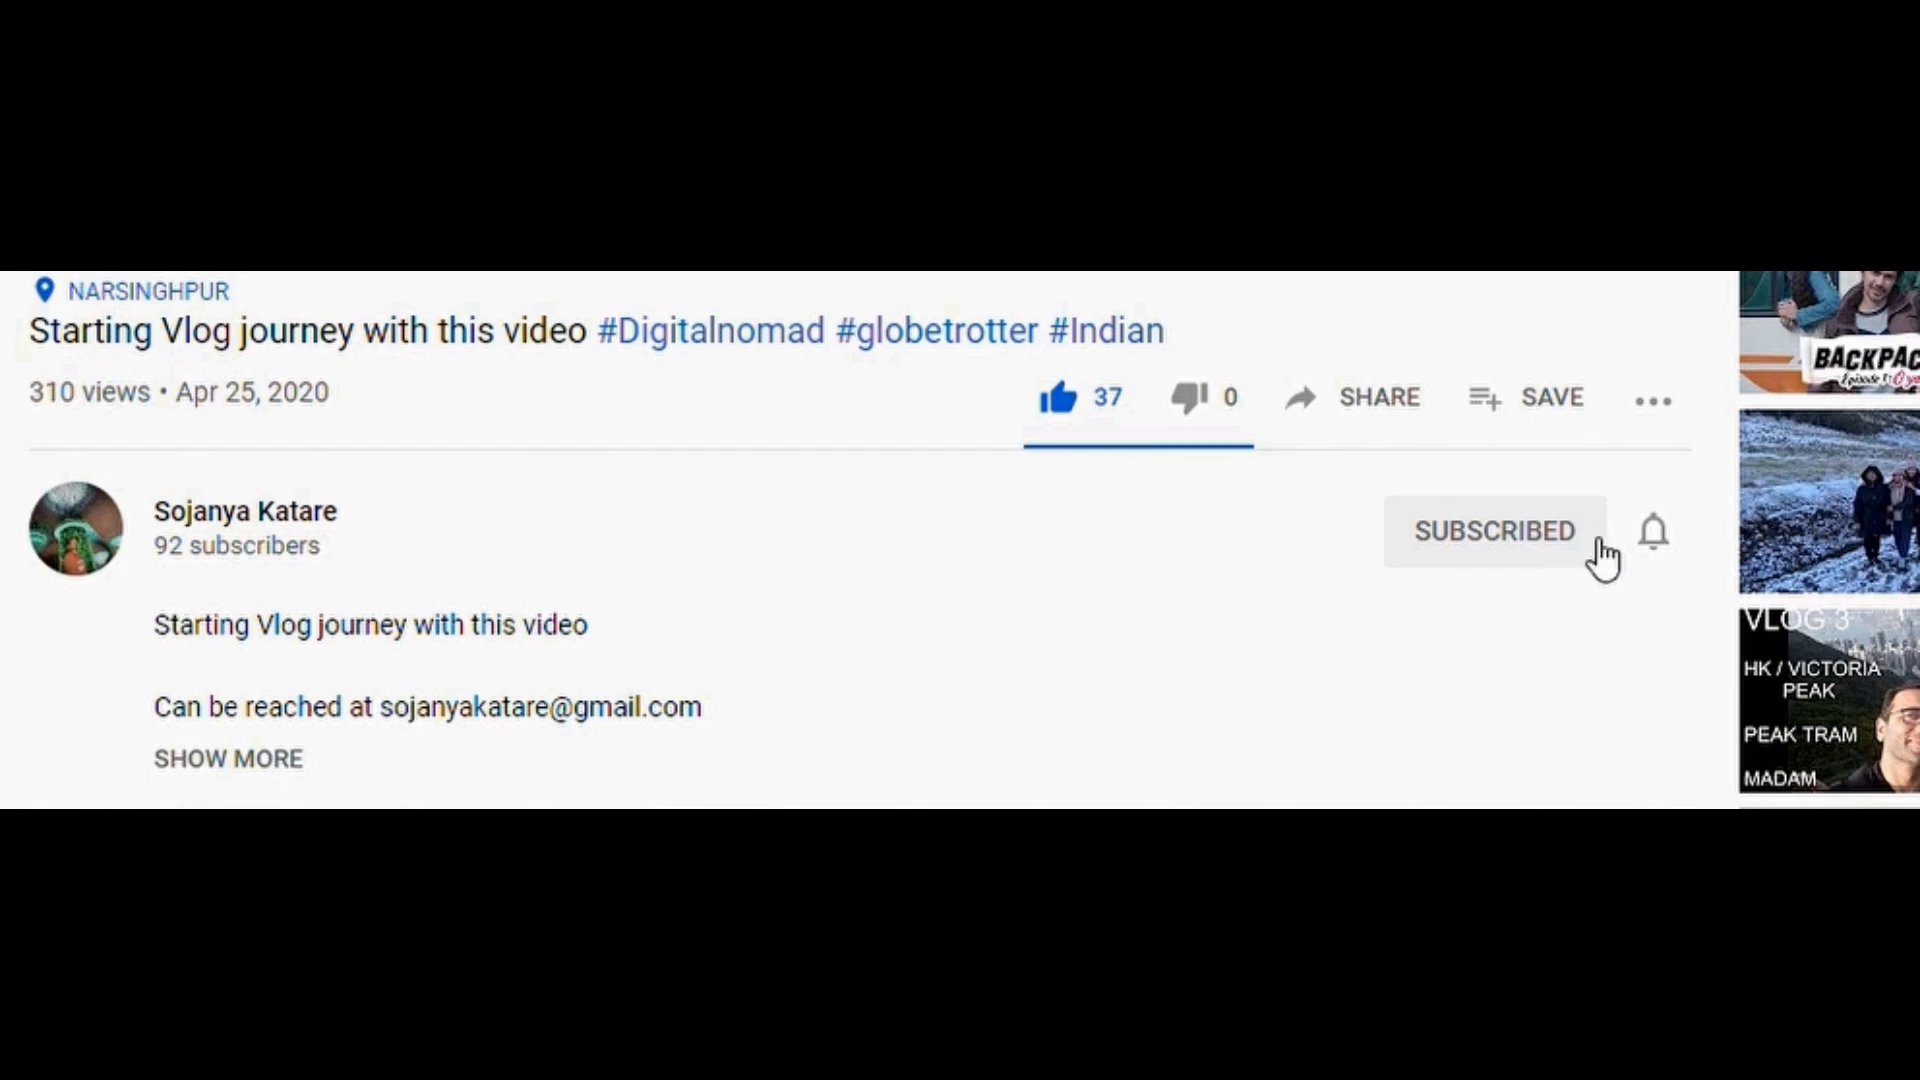 NARSINGHPUR
Starting Vlog journey with this video #Digitalnomad #globetrotter #Indian
310 views • Apr 25, 2020
37 0 SHARE SAVE
Sojanya Katare
92 subscribers
SUBSCRIBED
Starting Vlog journey with this video
Can be reached at sojanyakatare@gmail.com
SHOW MORE
BACKPAC
Episode 1:
VLOG 3
HK / VICTORIA
PEAK
PEAK TRAM
MADAM